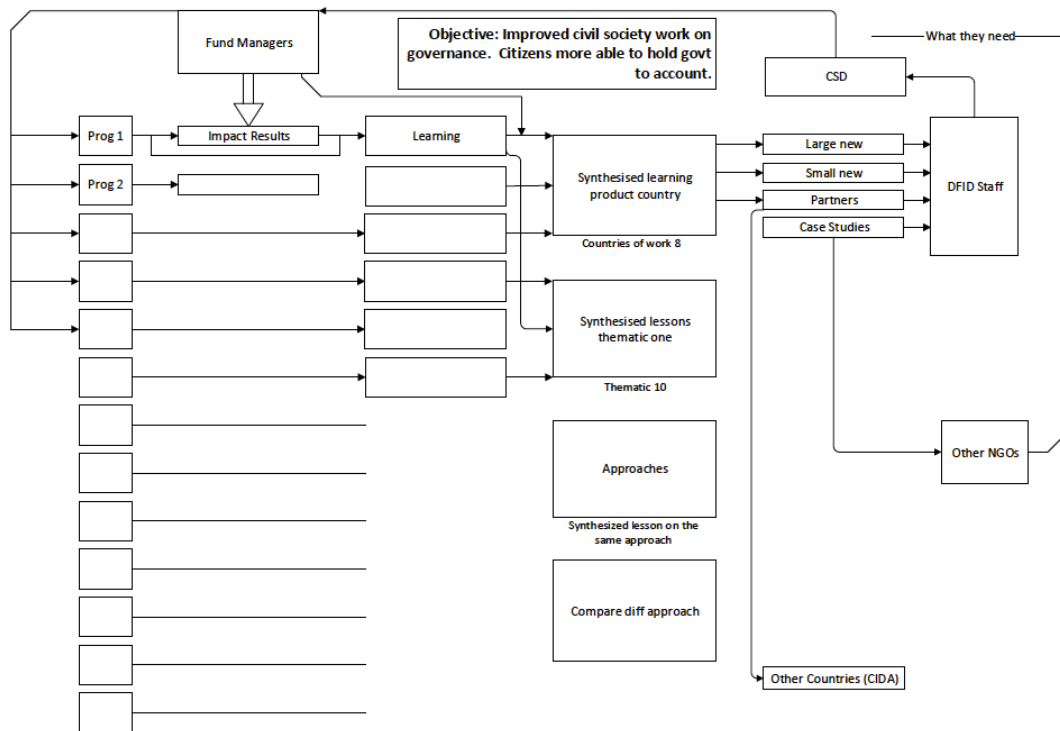 Fund Managers
Objective: Improved civil society work on
governance. Citizens more able to hold govt
to account.
What they need
CSD
Prog 1
Impact Results
Learning
Large new
Prog 2
Synthesised learning
product country
Small new
DFID Staff
Partners
Case Studies
Countries of work 8
Synthesised lessons
thematic one
Thematic 10
Approaches
Other NGOs
Synthesized lesson on the
same approach
Compare diff approach
Other Countries (CIDA)